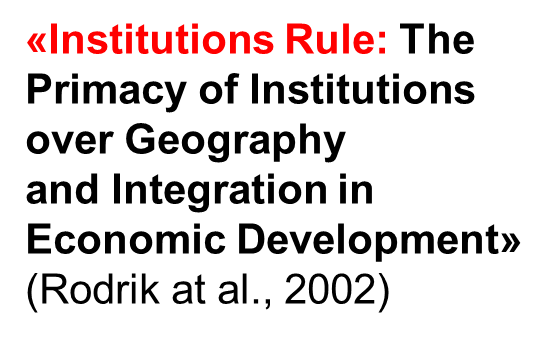 «Institutions Rule: The
Primacy of Institutions
over Geography
and Integration in
Economic Development»
(Rodrik at al., 2002)